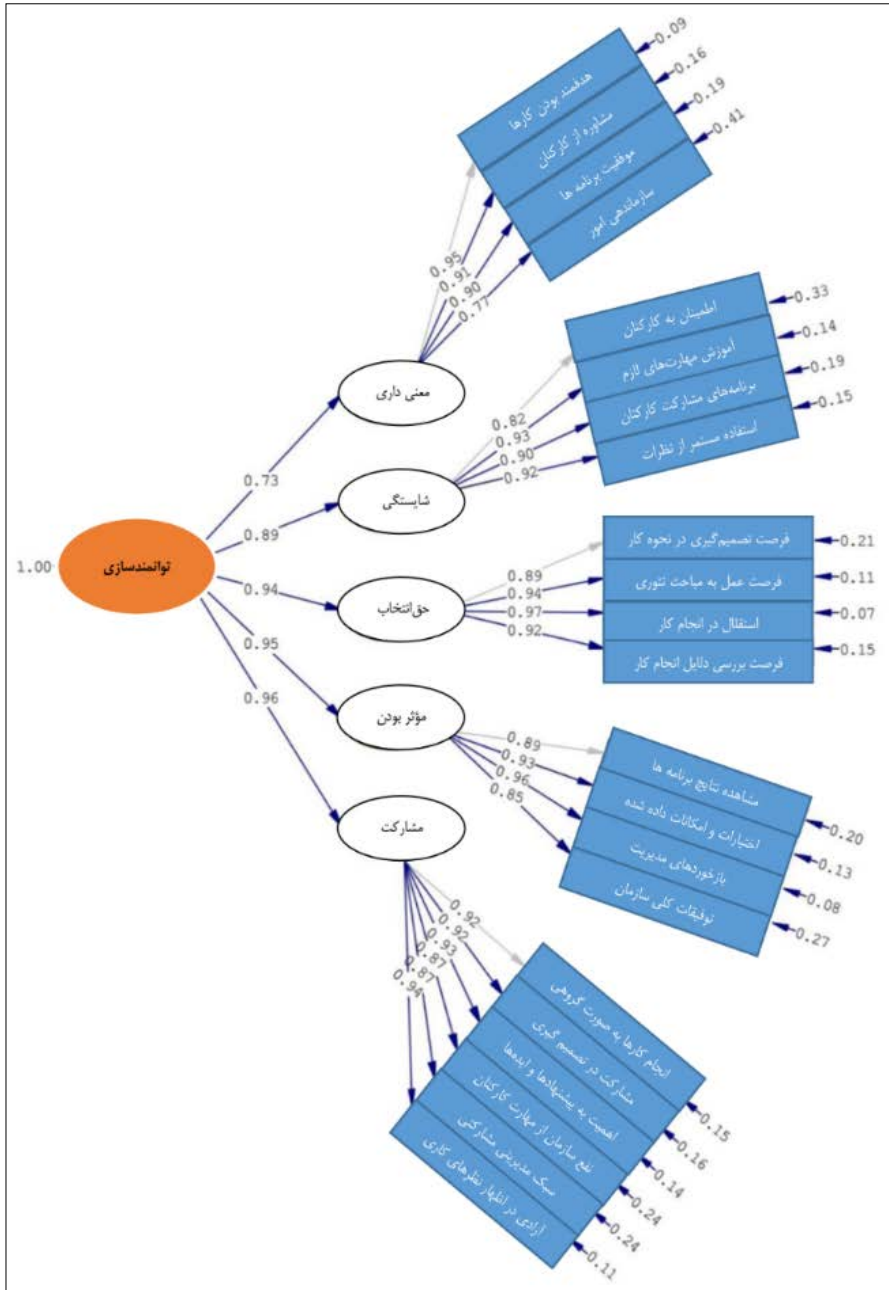 0.09
0.16
0.19
0.41
هدفمند بودن کارها
مشاوره از کارکنان
موفقیت برنامه ها
سازماندهی امور
0.95
0.91
0.90
0.77
معنی داری
0.33
0.14
0.19
0.15
اطمینان به کارکنان
آموزش مهارت‌های لازم
برنامه‌های مشارکت کارکنان
استفاده مستمر از نظرات
0.82
0.93
0.90
0.92
شایستگی
0.73
0.89
0.94
0.95
0.96
1.00
توانمندسازی
فرصت تصمیم‌گیری در نحوه کار
فرصت عمل به مباحث تئوری
استقلال در انجام کار
فرصت بررسی دلایل انجام کار
0.21
0.11
0.07
0.15
0.89
0.94
0.97
0.92
حق‌انتخاب
مؤثر بودن
0.89
0.93
0.96
0.85
مشاهده نتایج برنامه ها
اختیارات و امکانات داده شده
بازخوردهای مدیریت
توفیقات کلی سازمان
0.20
0.13
0.08
0.27
مشارکت
0.92
0.92
0.93
0.87
0.87
0.94
انجام کارها به صورت گروهی
مشارکت در تصمیم گیری
اهمیت به پیشنهادها و ایده‌ها
نفع سازمان از مهارت کارکنان
سبک مدیریتی مشارکتی
آزادی در اظهار نظرهای کاری
0.15
0.16
0.14
0.24
0.24
0.11